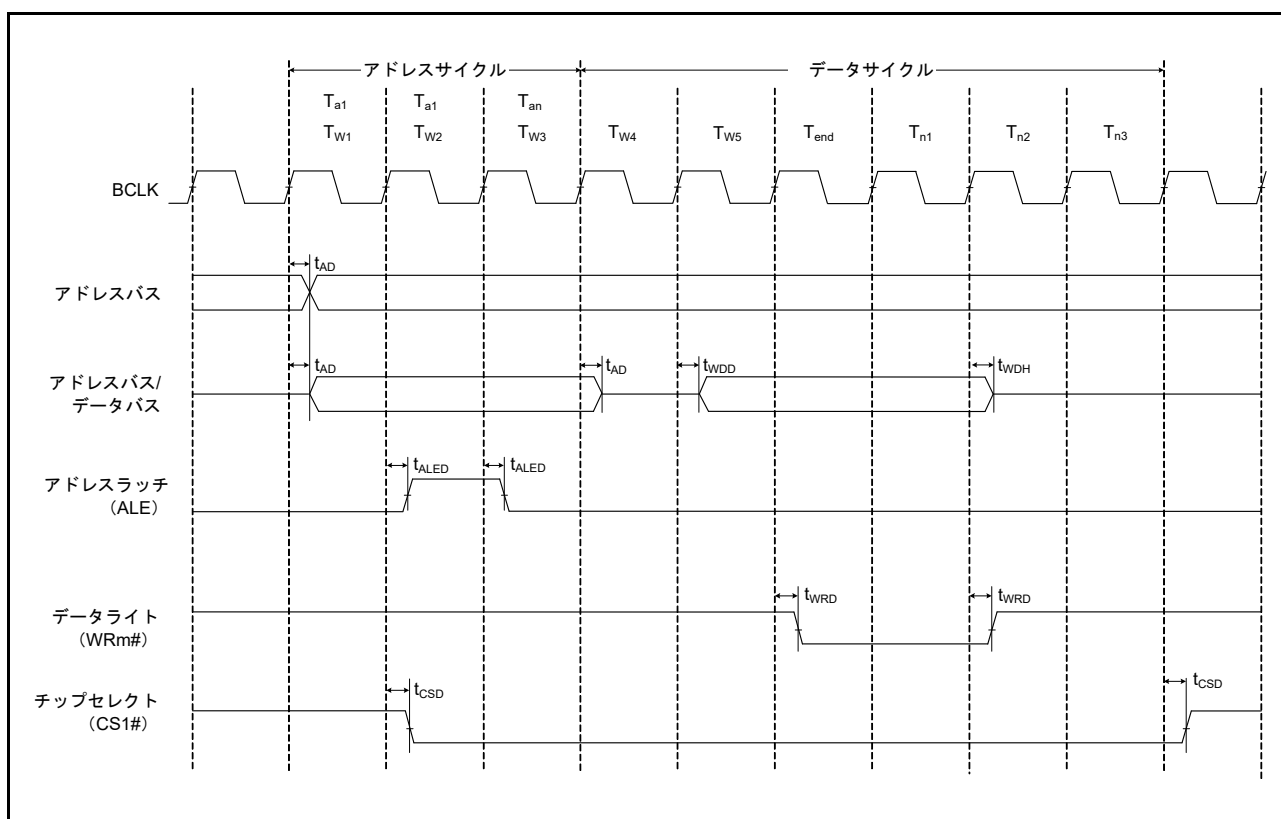 アドレスサイクル データサイクル
Ta1 Ta1 Tan
TW1 TW2 TW3 TW4 TW5 Tend Tn1 Tn2 Tn3
BCLK
tAD
アドレスバス
tAD tAD tWDD tWDH
アドレスバス/
データバス
tALED tALED
アドレスラッチ
（ALE）
tWRD tWRD
データライト
（WRm#）
tCSD tCSD
チップセレクト
（CS1#）